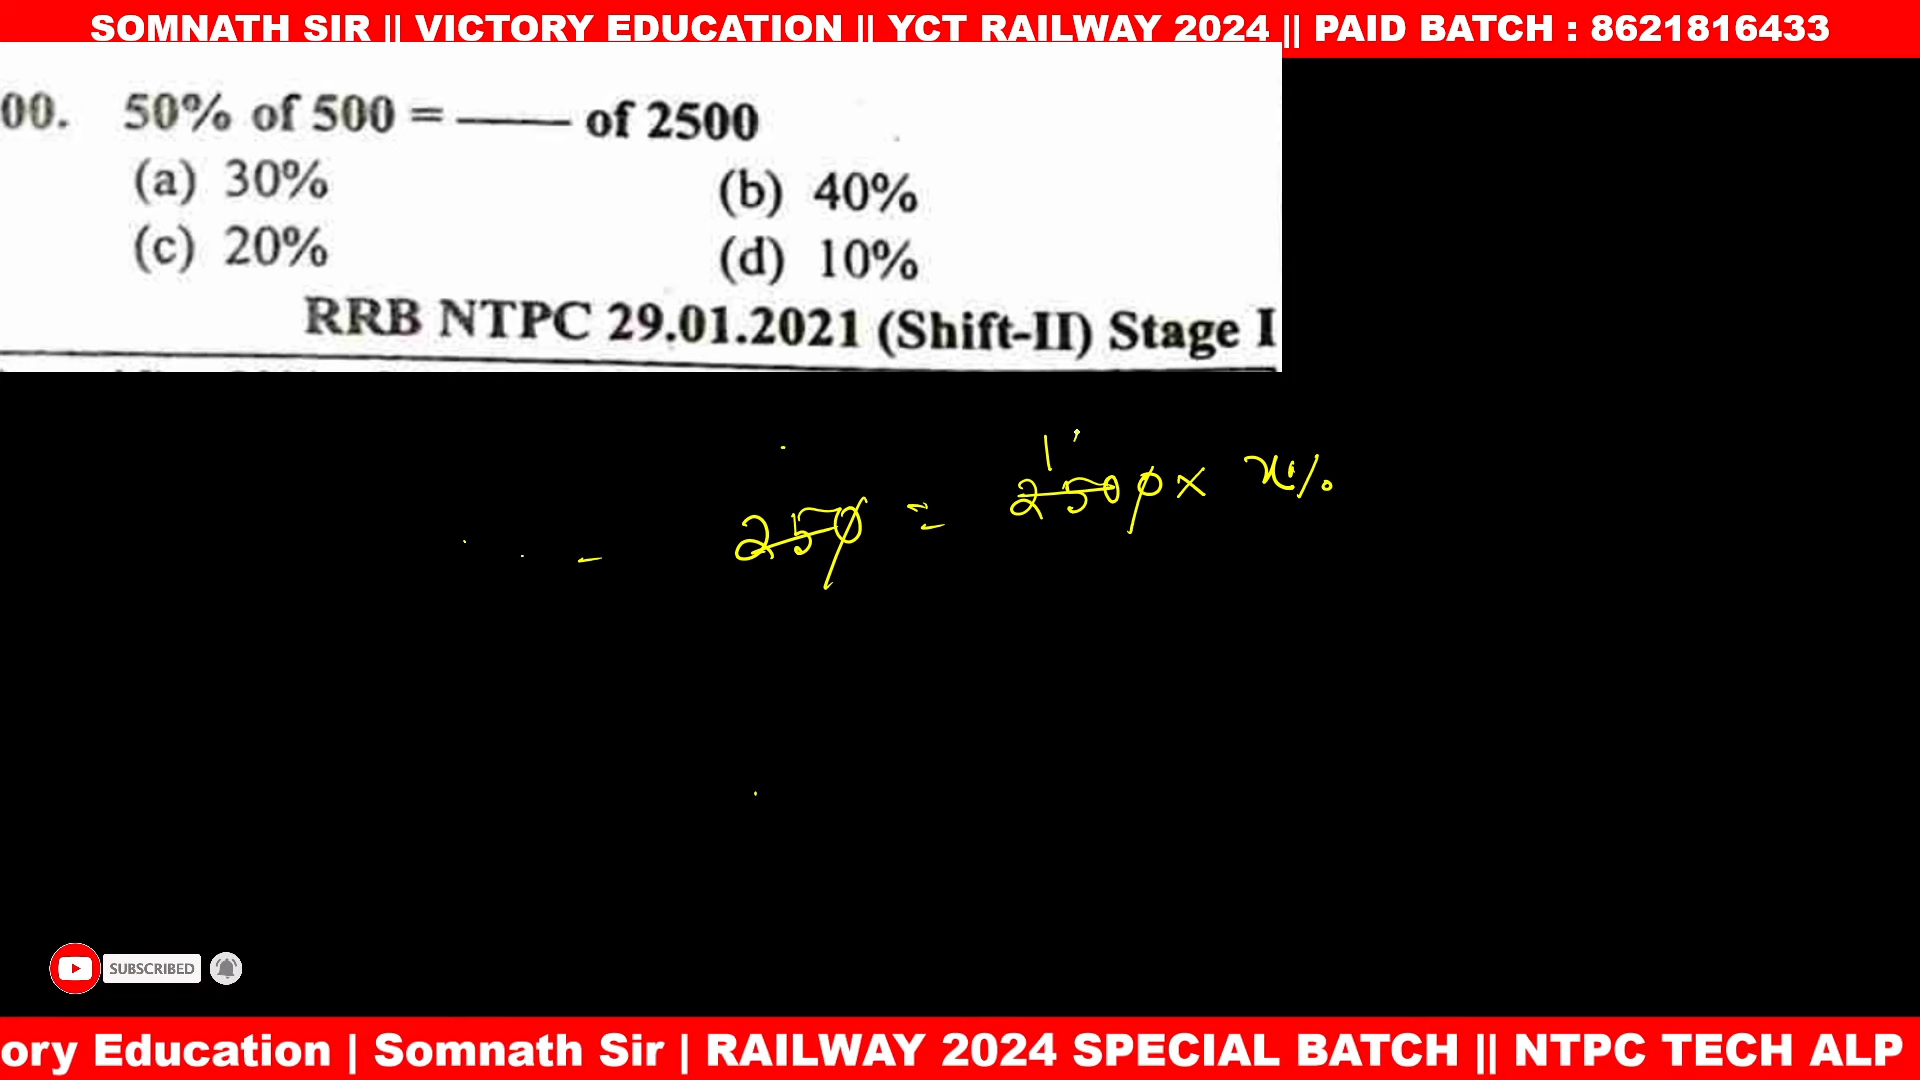 SOMNATH SIR || VICTORY EDUCATION || YCT RAILWAY 2024 || PAID BATCH : 8621816433
00. 50% of 500 = —— of 2500
(a) 30% (b) 40%
(c) 20% (d) 10%
RRB NTPC 29.01.2021 (Shift-II) Stage I
1
250 = 2500 × x%
SUBSCRIBED
ory Education | Somnath Sir | RAILWAY 2024 SPECIAL BATCH || NTPC TECH ALP